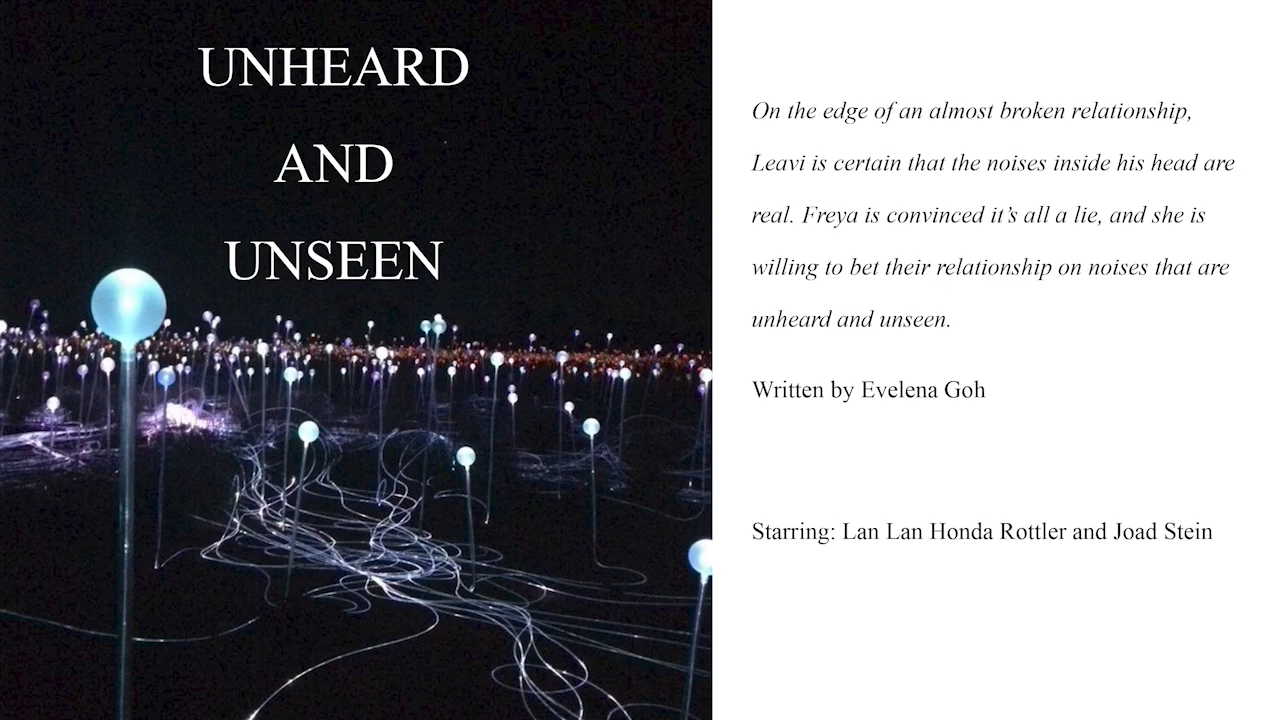 UNHEARD
AND
UNSEEN
On the edge of an almost broken relationship,
Leavi is certain that the noises inside his head are
real. Freya is convinced it’s all a lie, and she is
willing to bet their relationship on noises that are
unheard and unseen.
Written by Evelena Goh
Starring: Lan Lan Honda Rottler and Joad Stein